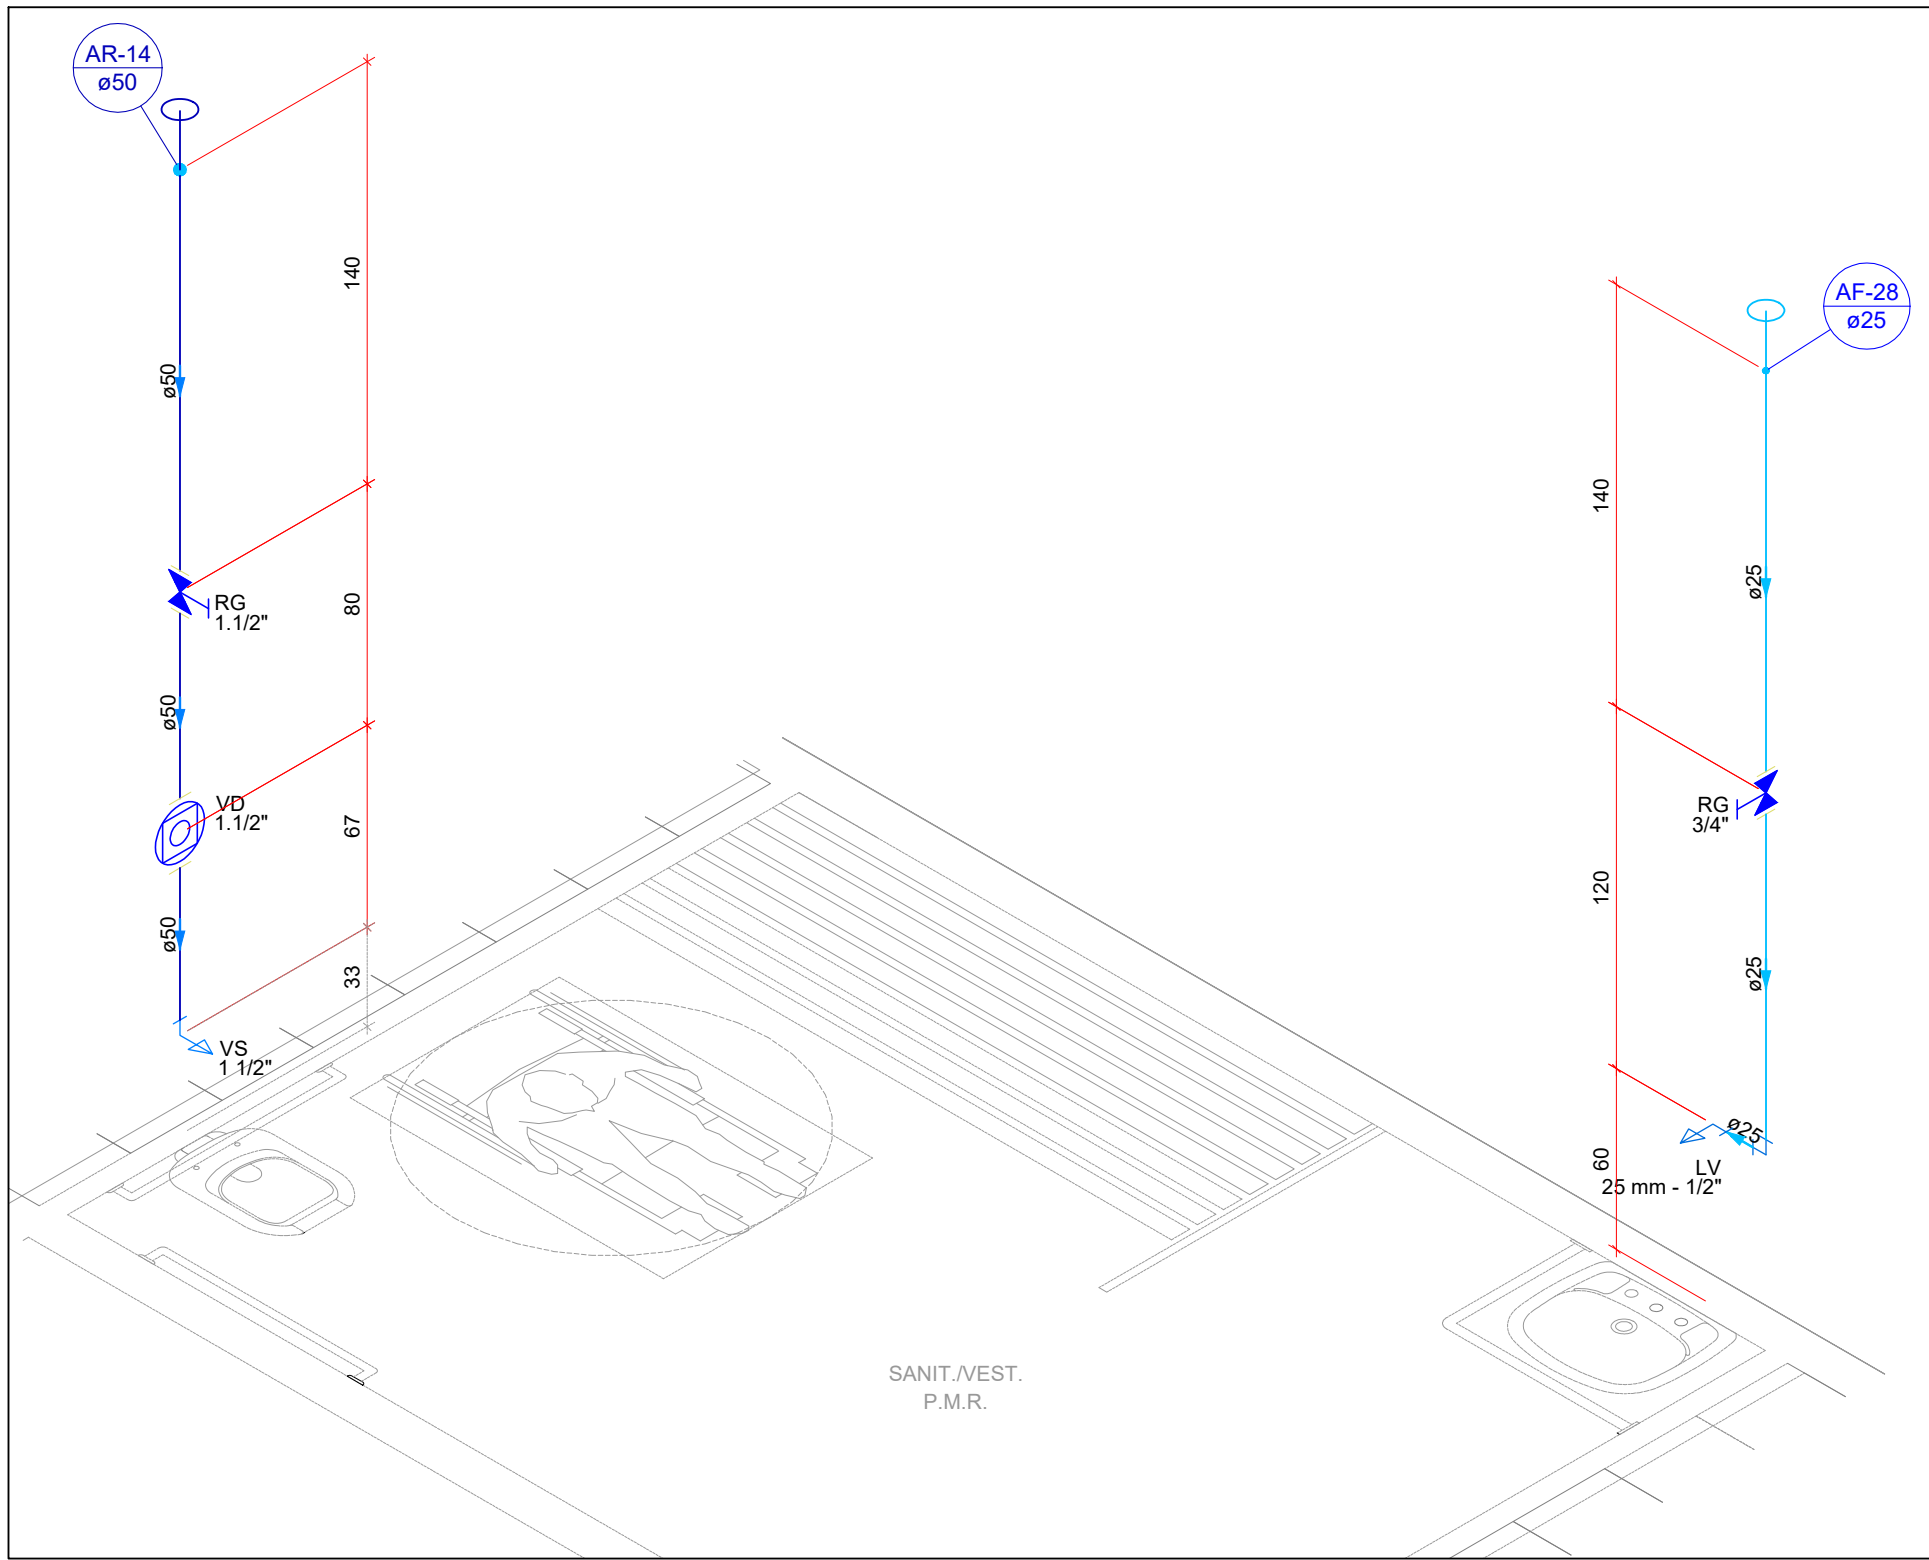 AR-14
ø50
140
ø50
RG
1.1/2"
80
ø50
VD
1.1/2"
67
ø50
33
VS
1 1/2"
AF-28
ø25
140
ø25
RG
3/4"
120
ø25
ø25
60
LV
25 mm - 1/2"
SANIT./VEST.
P.M.R.